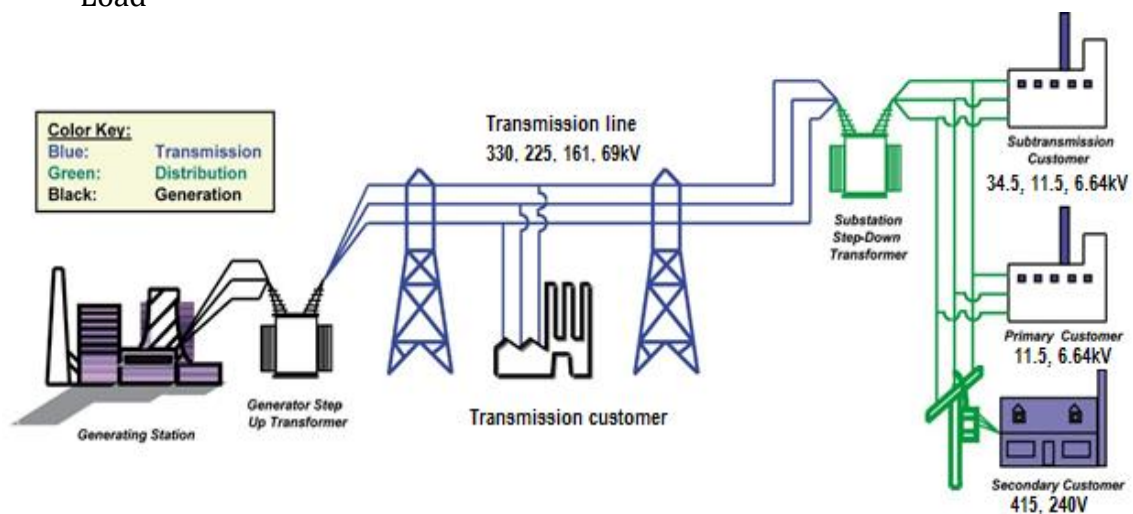 Load
Color Key:
Blue: Transmission
Green: Distribution
Black: Generation
Transmission line
330, 225, 161, 69kV
Subtransmission
Customer
34.5, 11.5, 6.64kV
Substation
Step-Down
Transformer
Primary Customer
11.5, 6.64kV
Generator Step
Up Transformer
Transmission customer
Generating Station
Secondary Customer
415, 240V